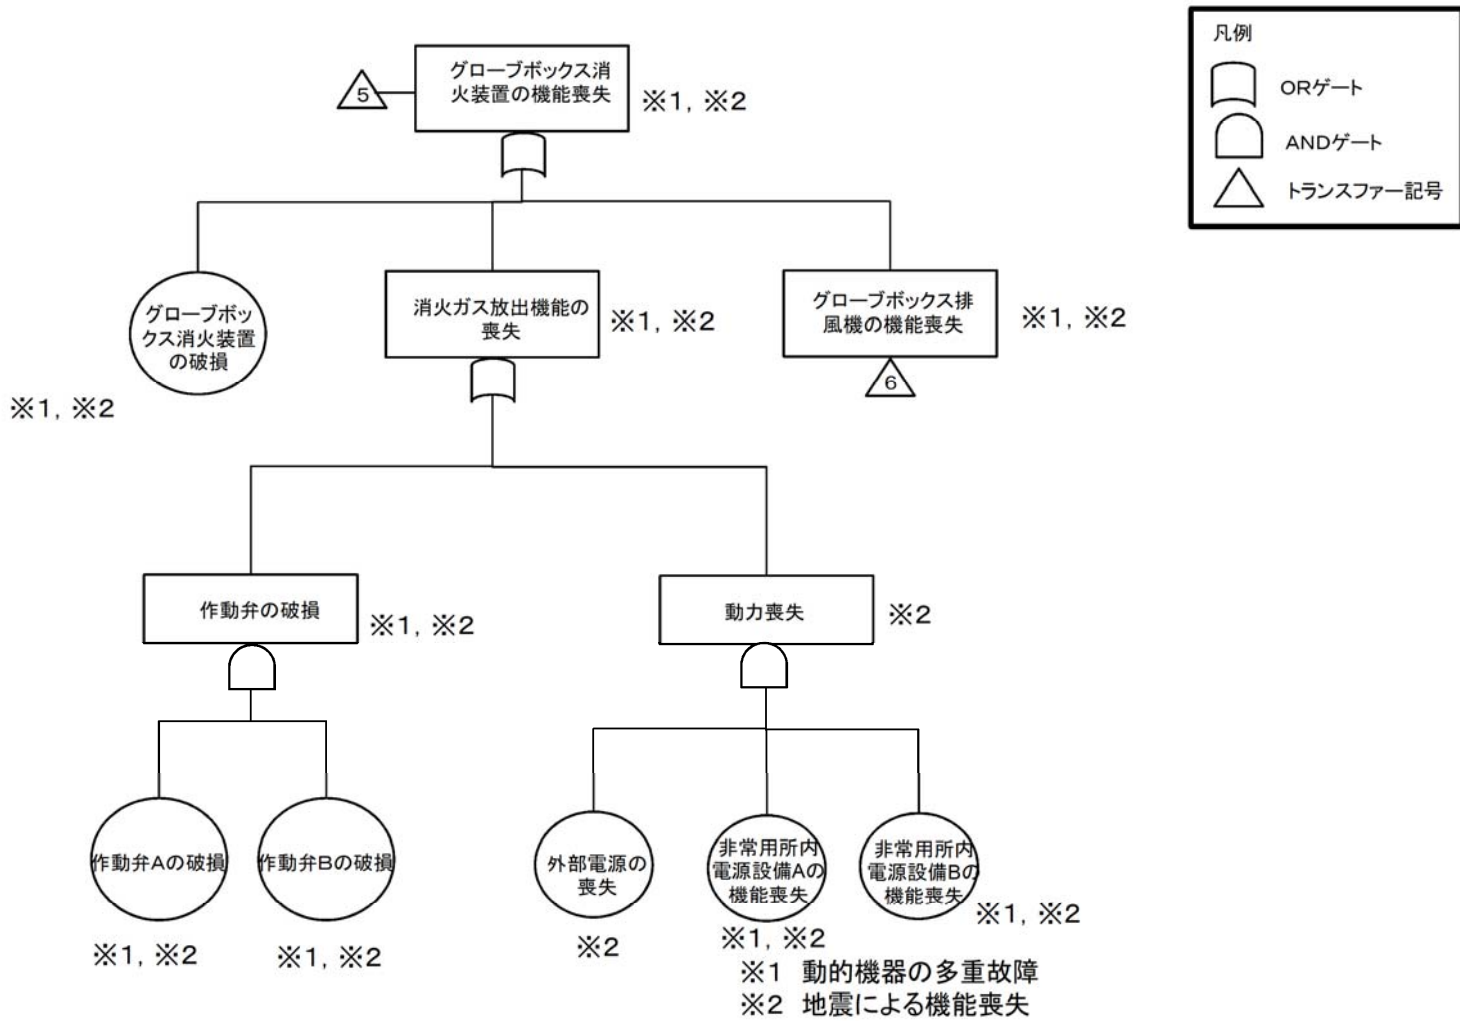 凡例
ORゲート
ANDゲート
トランスファー記号
5
グローブボックス消
火装置の機能喪失
※1, ※2
グローブボッ
クス消火装置
の破損
※1, ※2
消火ガス放出機能の
喪失
※1, ※2
グローブボックス排
風機の機能喪失
※1, ※2
6
作動弁の破損
※1, ※2
動力喪失
※2
作動弁Aの破損
※1, ※2
作動弁Bの破損
※1, ※2
外部電源の
喪失
※2
非常用所内
電源設備Aの
機能喪失
※1, ※2
非常用所内
電源設備Bの
機能喪失
※1, ※2
※1 動的機器の多重故障
※2 地震による機能喪失